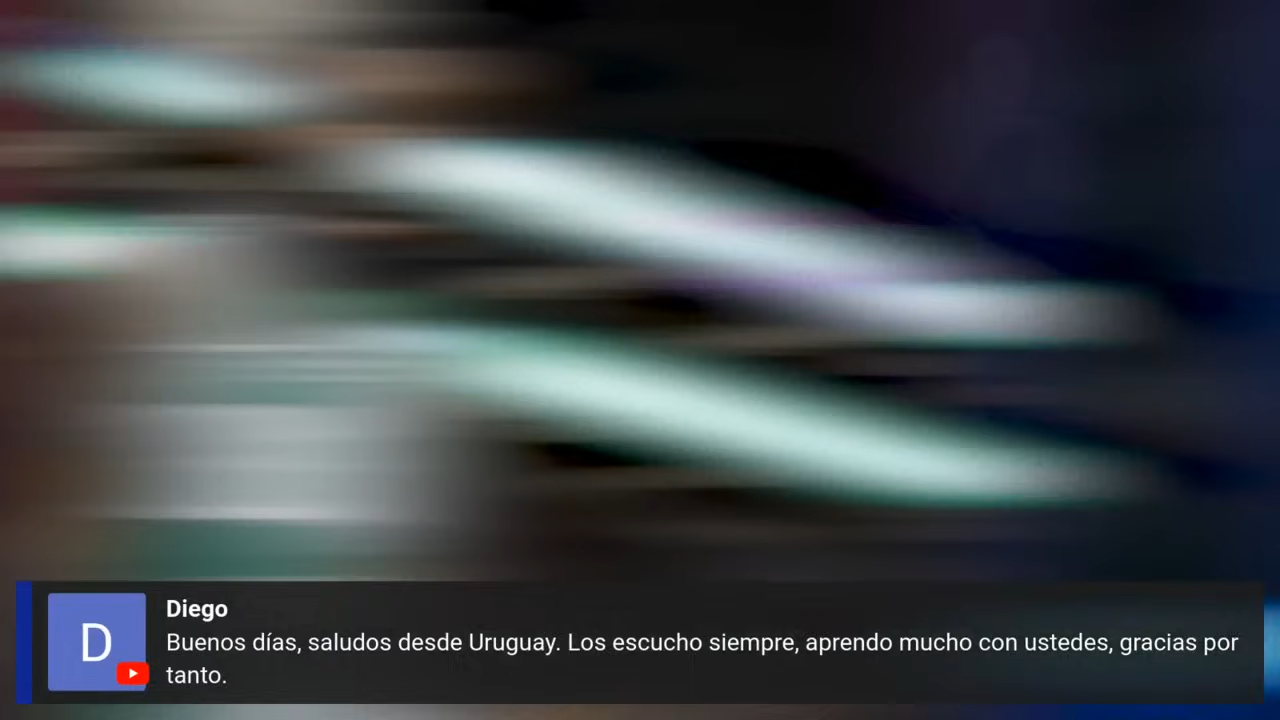 D
Diego
Buenos días, saludos desde Uruguay. Los escucho siempre, aprendo mucho con ustedes, gracias por
tanto.